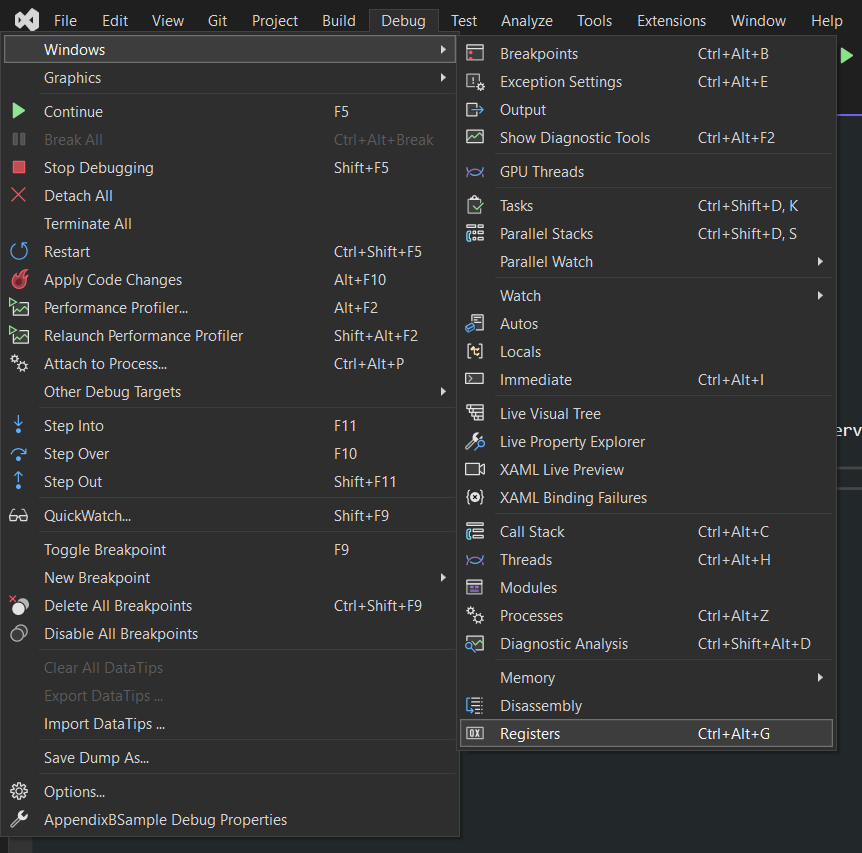 File Edit View Git Project Build Debug Test Analyze Tools Extensions Window Help
Windows
Graphics
Continue F5
Break All Ctrl+Alt+Break
Stop Debugging Shift+F5
Detach All
Terminate All
Restart Ctrl+Shift+F5
Apply Code Changes Alt+F10
Performance Profiler... Alt+F2
Relaunch Performance Profiler Shift+Alt+F2
Attach to Process... Ctrl+Alt+P
Other Debug Targets
Step Into F11
Step Over F10
Step Out Shift+F11
QuickWatch... Shift+F9
Toggle Breakpoint F9
New Breakpoint
Delete All Breakpoints Ctrl+Shift+F9
Disable All Breakpoints
Clear All DataTips
Export DataTips ...
Import DataTips ...
Save Dump As...
Options...
AppendixBSample Debug Properties
Breakpoints Ctrl+Alt+B
Exception Settings Ctrl+Alt+E
Output
Show Diagnostic Tools Ctrl+Alt+F2
GPU Threads
Tasks Ctrl+Shift+D, K
Parallel Stacks Ctrl+Shift+D, S
Parallel Watch
Watch
Autos
Locals
Immediate Ctrl+Alt+I
Live Visual Tree
Live Property Explorer
XAML Live Preview
XAML Binding Failures
Call Stack Ctrl+Alt+C
Threads Ctrl+Alt+H
Modules
Processes Ctrl+Alt+Z
Diagnostic Analysis Ctrl+Shift+Alt+D
Memory
Disassembly
Registers Ctrl+Alt+G
erv